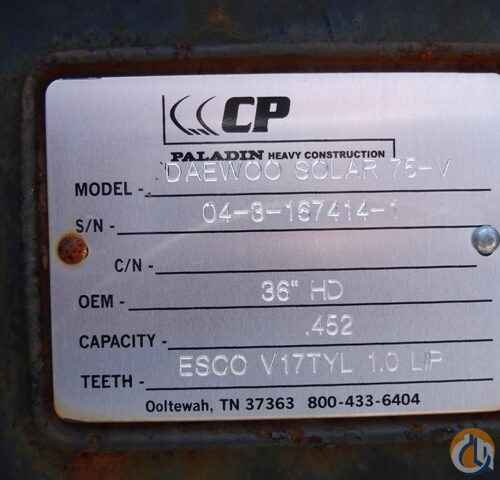 CP
PALADIN HEAVY CONSTRUCTION
MODEL - DAEWOO SOLAR 75-V
S/N - 04-3-167414-1
C/N -
OEM - 36" HD
CAPACITY - .452
TEETH - ESCO V17TYL 1.0 LIP
Ooltewah, TN 37363 800-433-6404